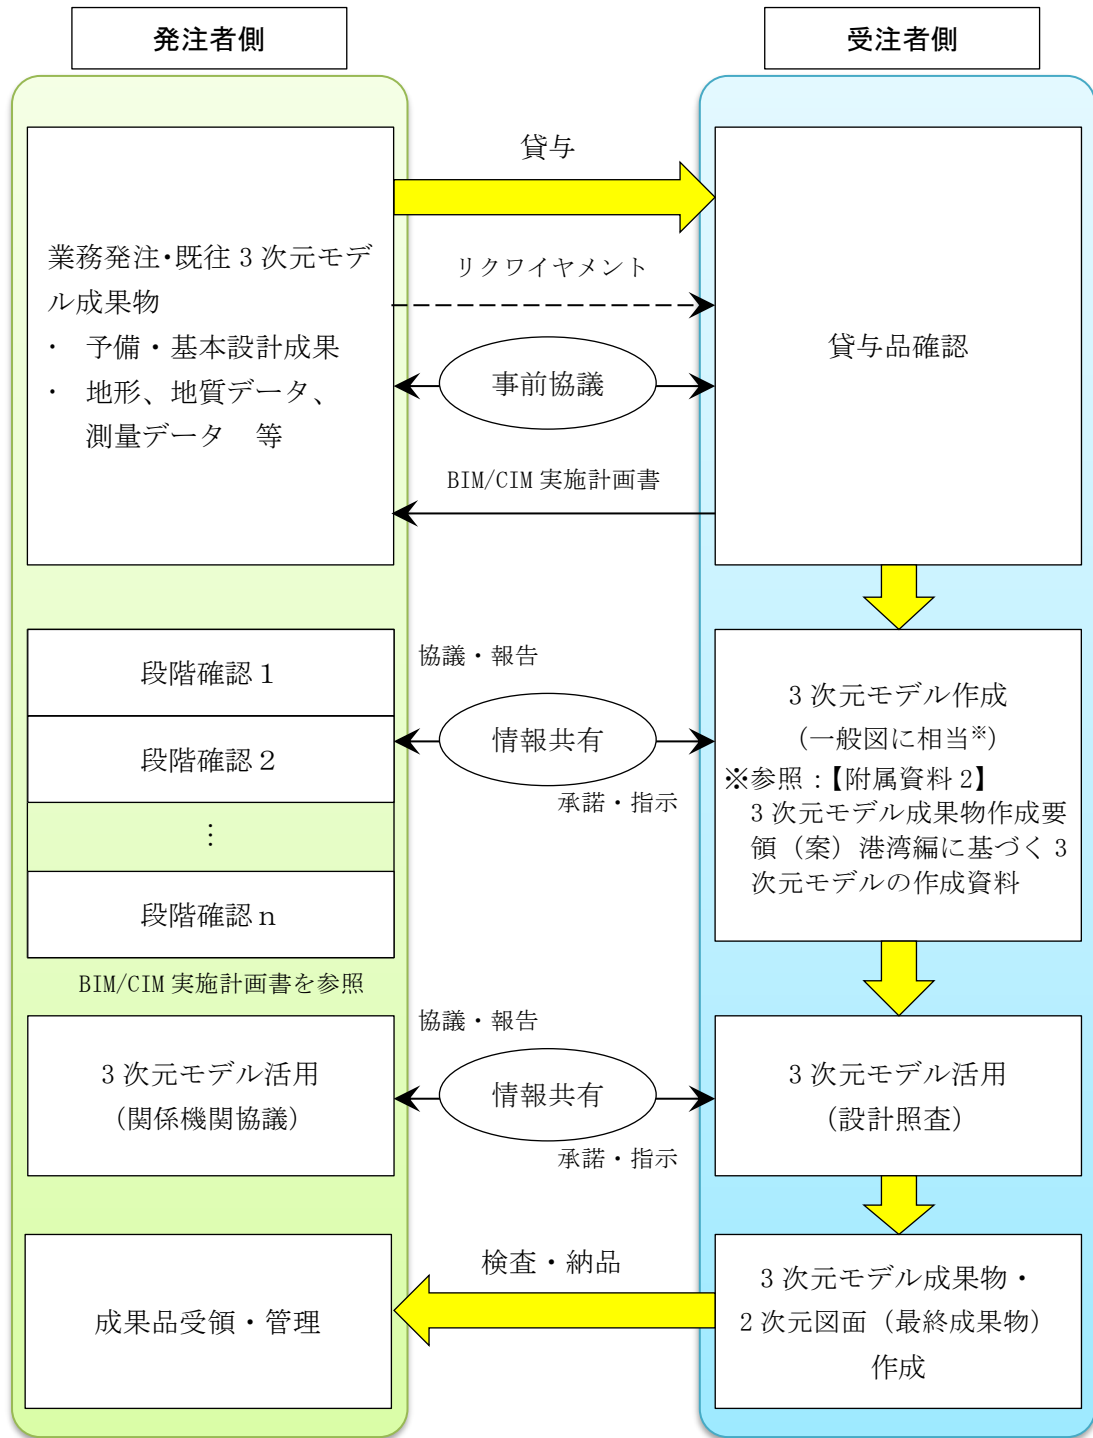 発注者側
受注者側
貸与
業務発注・既往 3 次元モデ
ル成果物
・ 予備・基本設計成果
・ 地形、地質データ、
測量データ 等
リクワイヤメント
事前協議
BIM/CIM 実施計画書
貸与品確認
段階確認１
段階確認２
⋮
段階確認ｎ
BIM/CIM 実施計画書を参照
協議・報告
情報共有
承諾・指示
3 次元モデル作成
(一般図に相当※)
※参照：【附属資料 2】
3 次元モデル成果物作成要
領（案）港湾編に基づく 3
次元モデルの作成資料
3 次元モデル活用
(関係機関協議)
協議・報告
情報共有
承諾・指示
3 次元モデル活用
(設計照査)
成果品受領・管理
検査・納品
3 次元モデル成果物・
2 次元図面（最終成果物）
作成